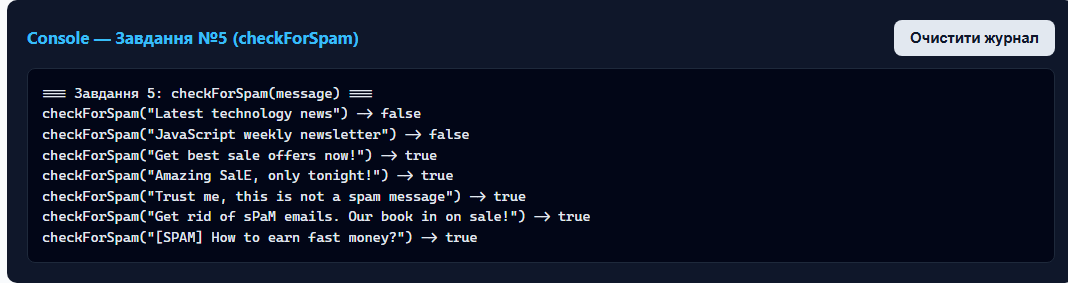 Console — Завдання №5 (checkForSpam)
Очистити журнал
=== Завдання 5: checkForSpam(message) ===
checkForSpam("Latest technology news") -> false
checkForSpam("JavaScript weekly newsletter") -> false
checkForSpam("Get best sale offers now!") -> true
checkForSpam("Amazing SalE, only tonight!") -> true
checkForSpam("Trust me, this is not a spam message") -> true
checkForSpam("Get rid of sPaM emails. Our book in on sale!") -> true
checkForSpam("[SPAM] How to earn fast money?") -> true